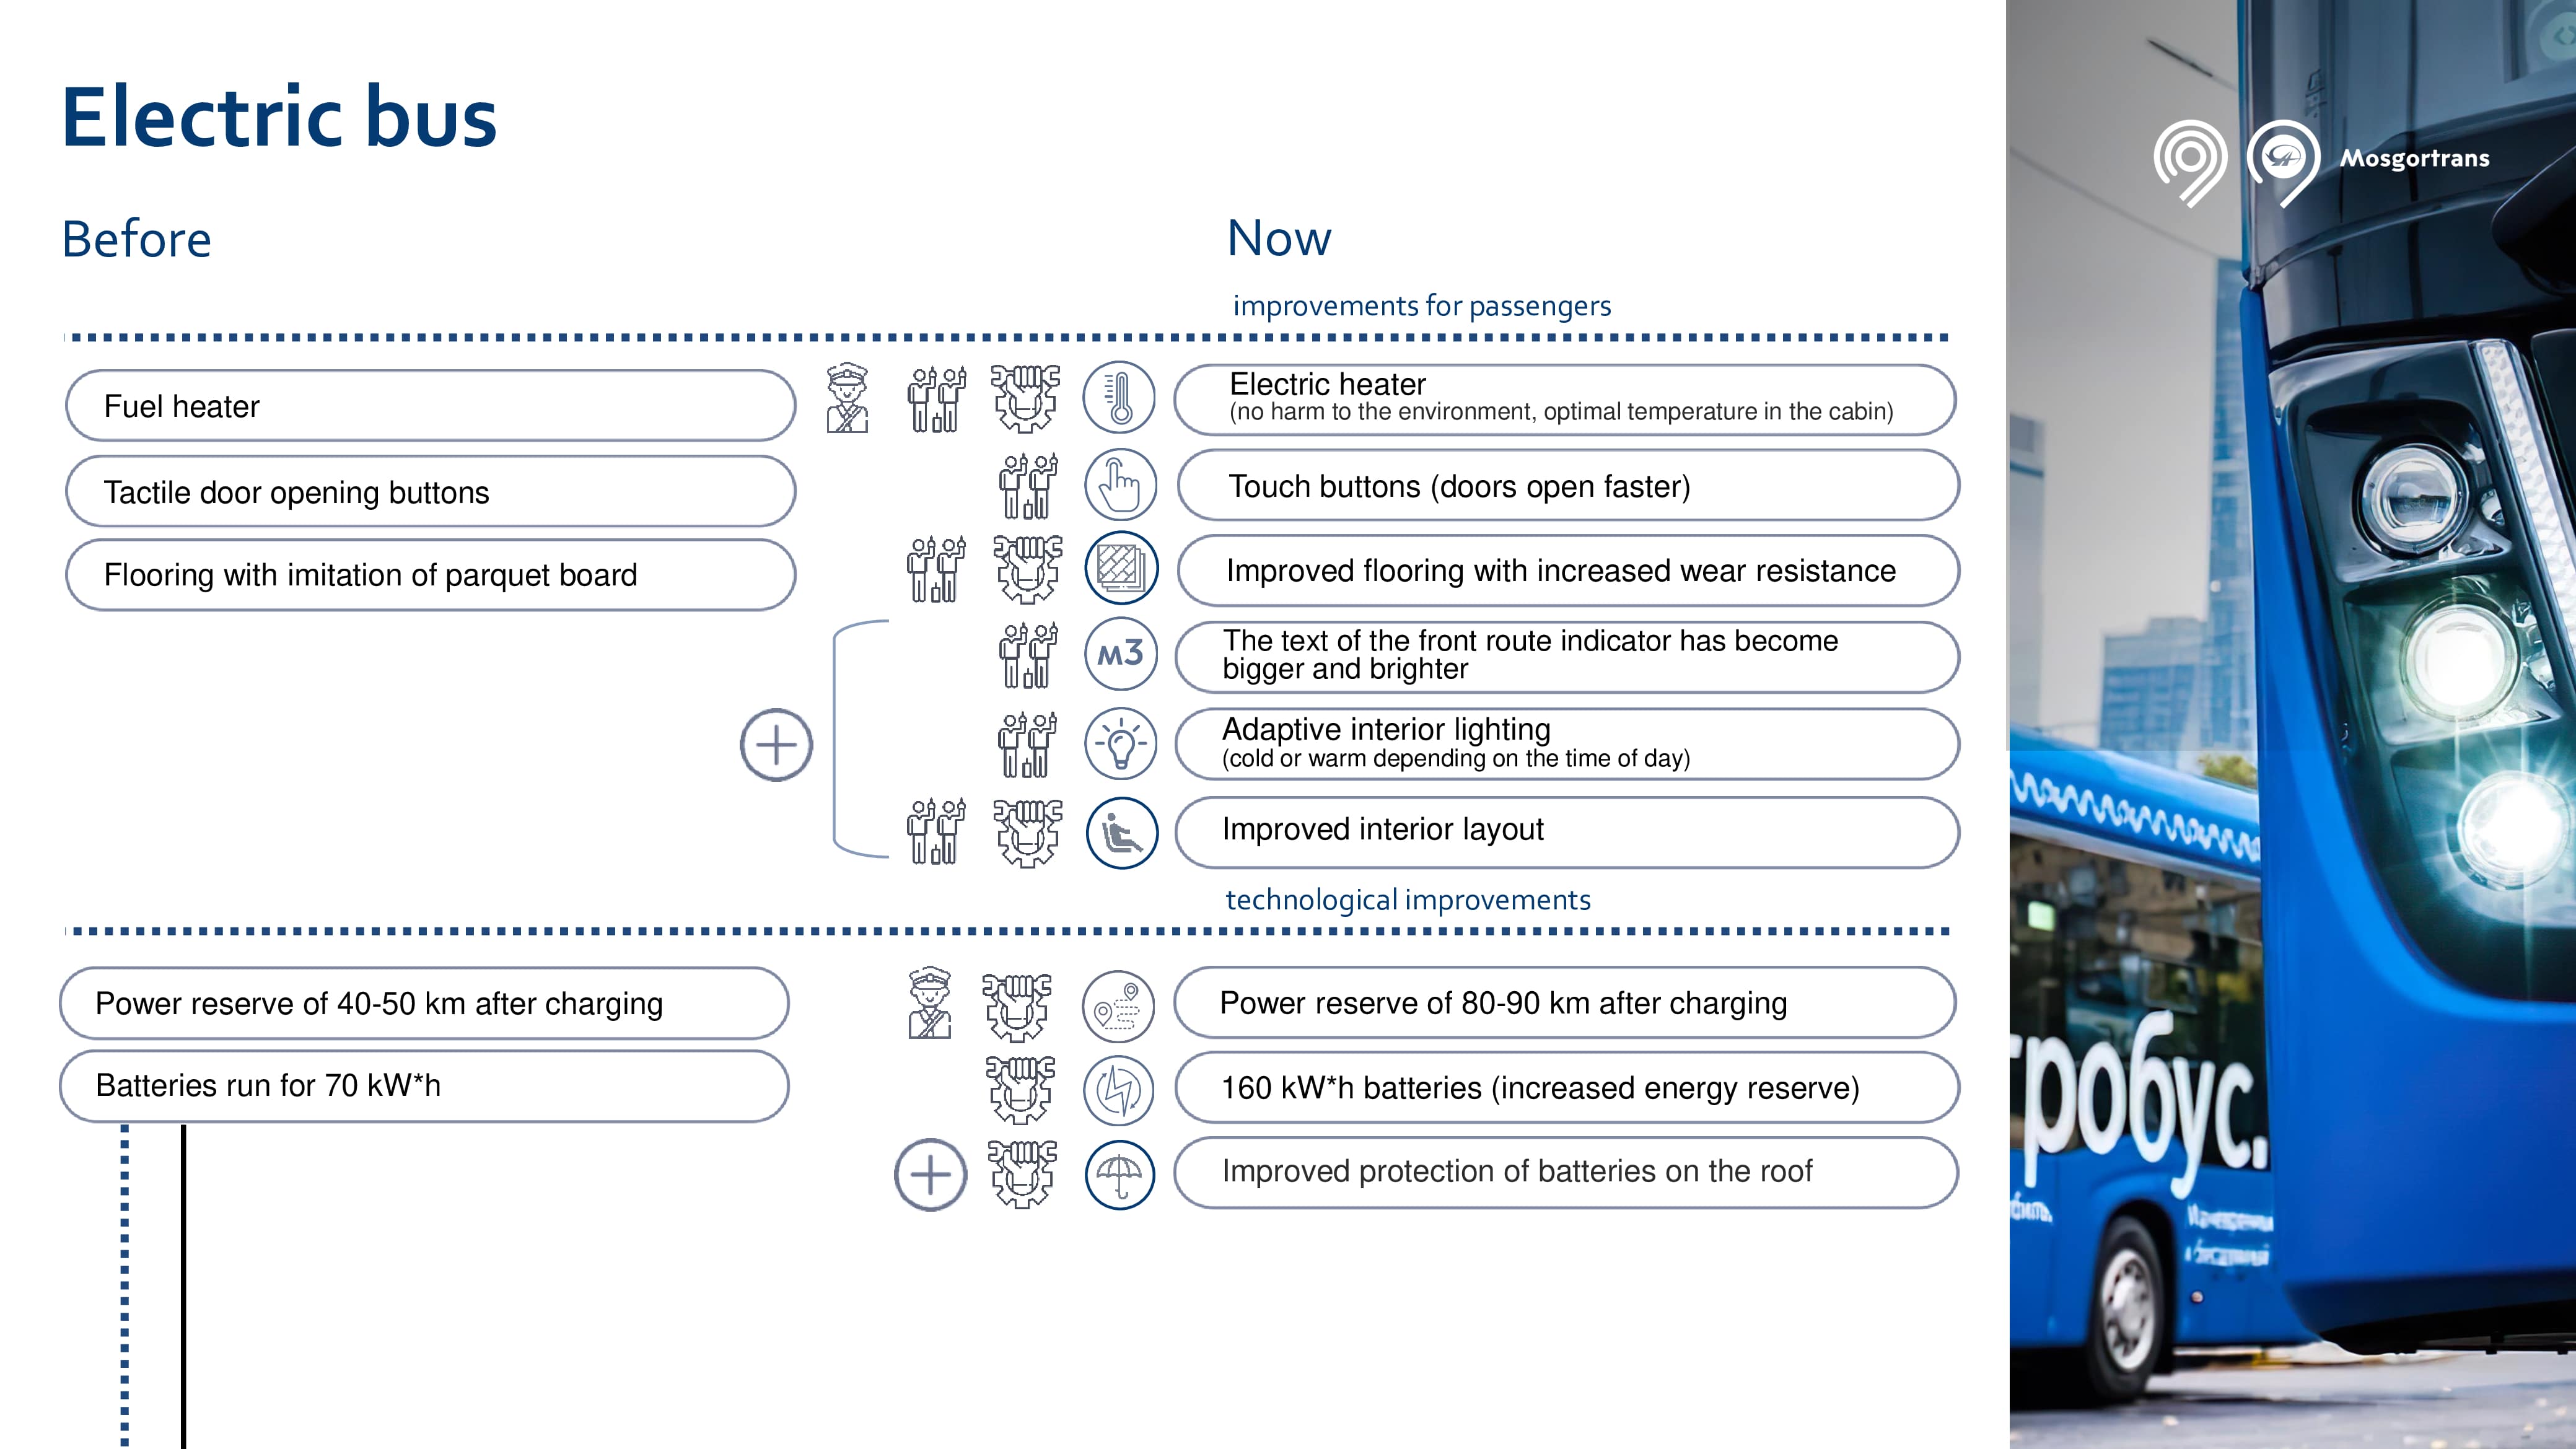 Electric bus
Mosgortrans
Before
Now
improvements for passengers
Fuel heater
Electric heater
(no harm to the environment, optimal temperature in the cabin)
Tactile door opening buttons
Touch buttons (doors open faster)
Flooring with imitation of parquet board
Improved flooring with increased wear resistance
м3
The text of the front route indicator has become
bigger and brighter
Adaptive interior lighting
(cold or warm depending on the time of day)
Improved interior layout
technological improvements
Power reserve of 40-50 km after charging
Power reserve of 80-90 km after charging
Batteries run for 70 kW*h
160 kW*h batteries (increased energy reserve)
Improved protection of batteries on the roof
тробус.